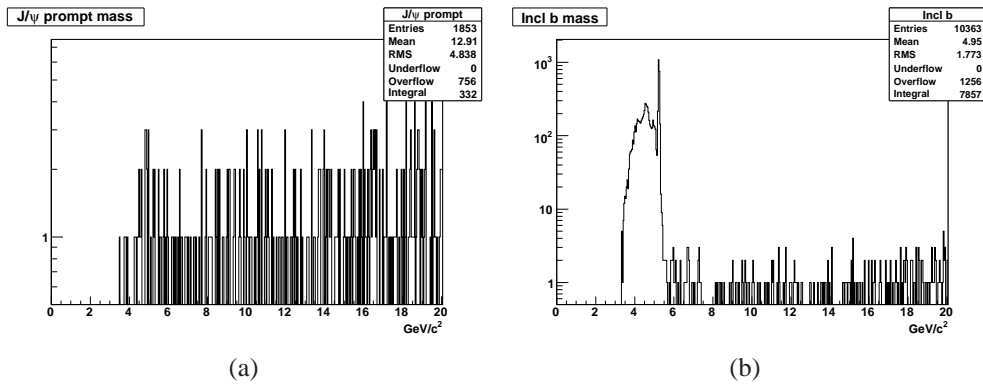 J/ψ prompt mass
J/ψ prompt
Entries 1853
Mean 12.91
RMS 4.838
Underflow 0
Overflow 756
Integral 332
1
0 2 4 6 8 10 12 14 16 18 20
GeV/c²
(a)
Incl b mass
Incl b
Entries 10363
Mean 4.95
RMS 1.773
Underflow 0
Overflow 1256
Integral 7857
10³
10²
10
1
0 2 4 6 8 10 12 14 16 18 20
GeV/c²
(b)